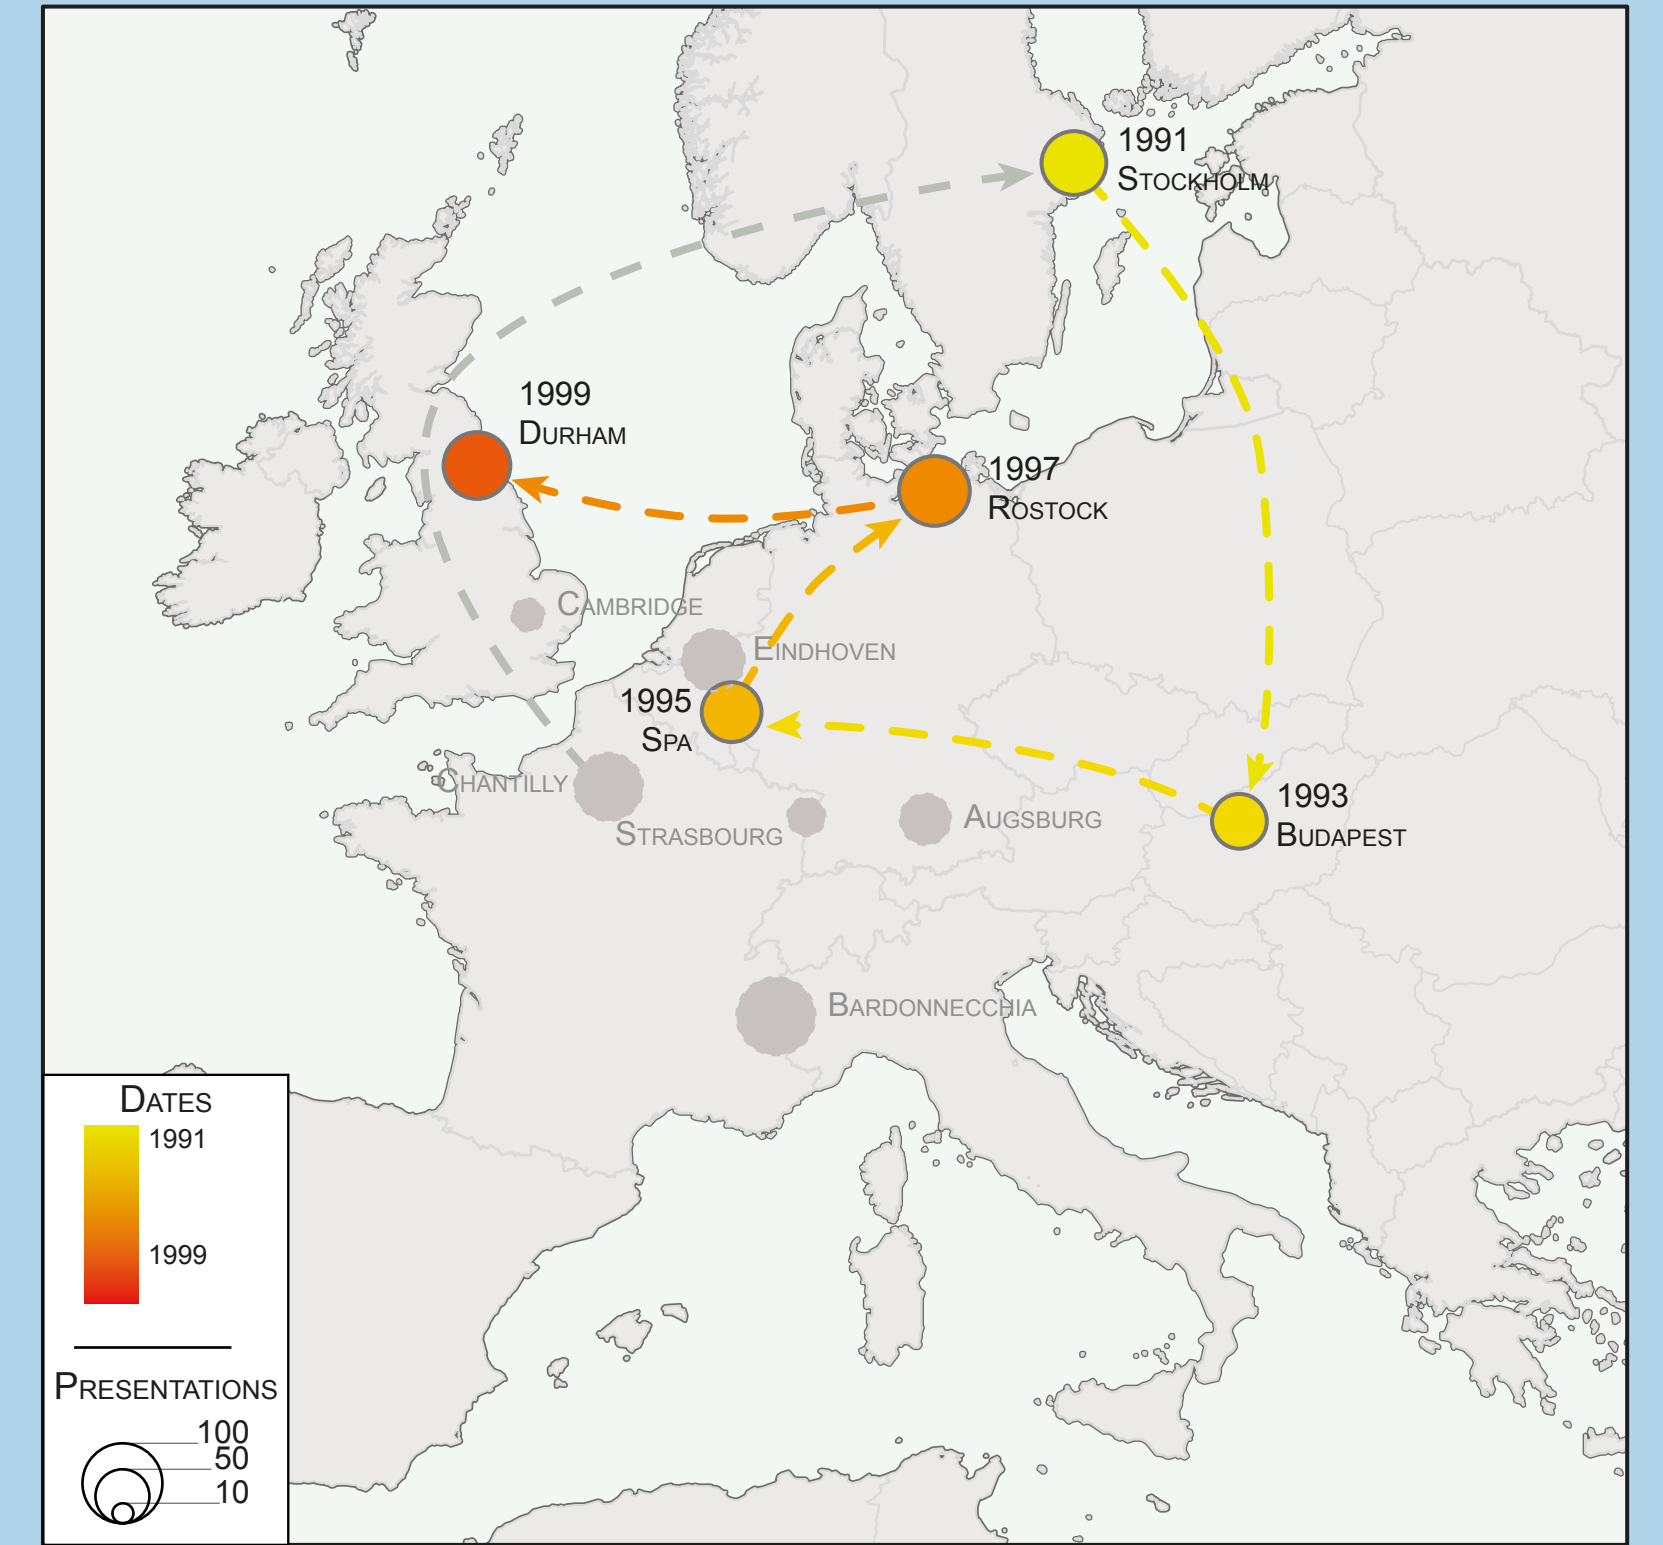 1991
Stockholm
1999
Durham
1997
Rostock
Cambridge
Eindhoven
1995
Spa
Chantilly
Strasbourg
Augsburg
1993
Budapest
Bardonnecchia
Dates
1991
1999
Presentations
100
50
10